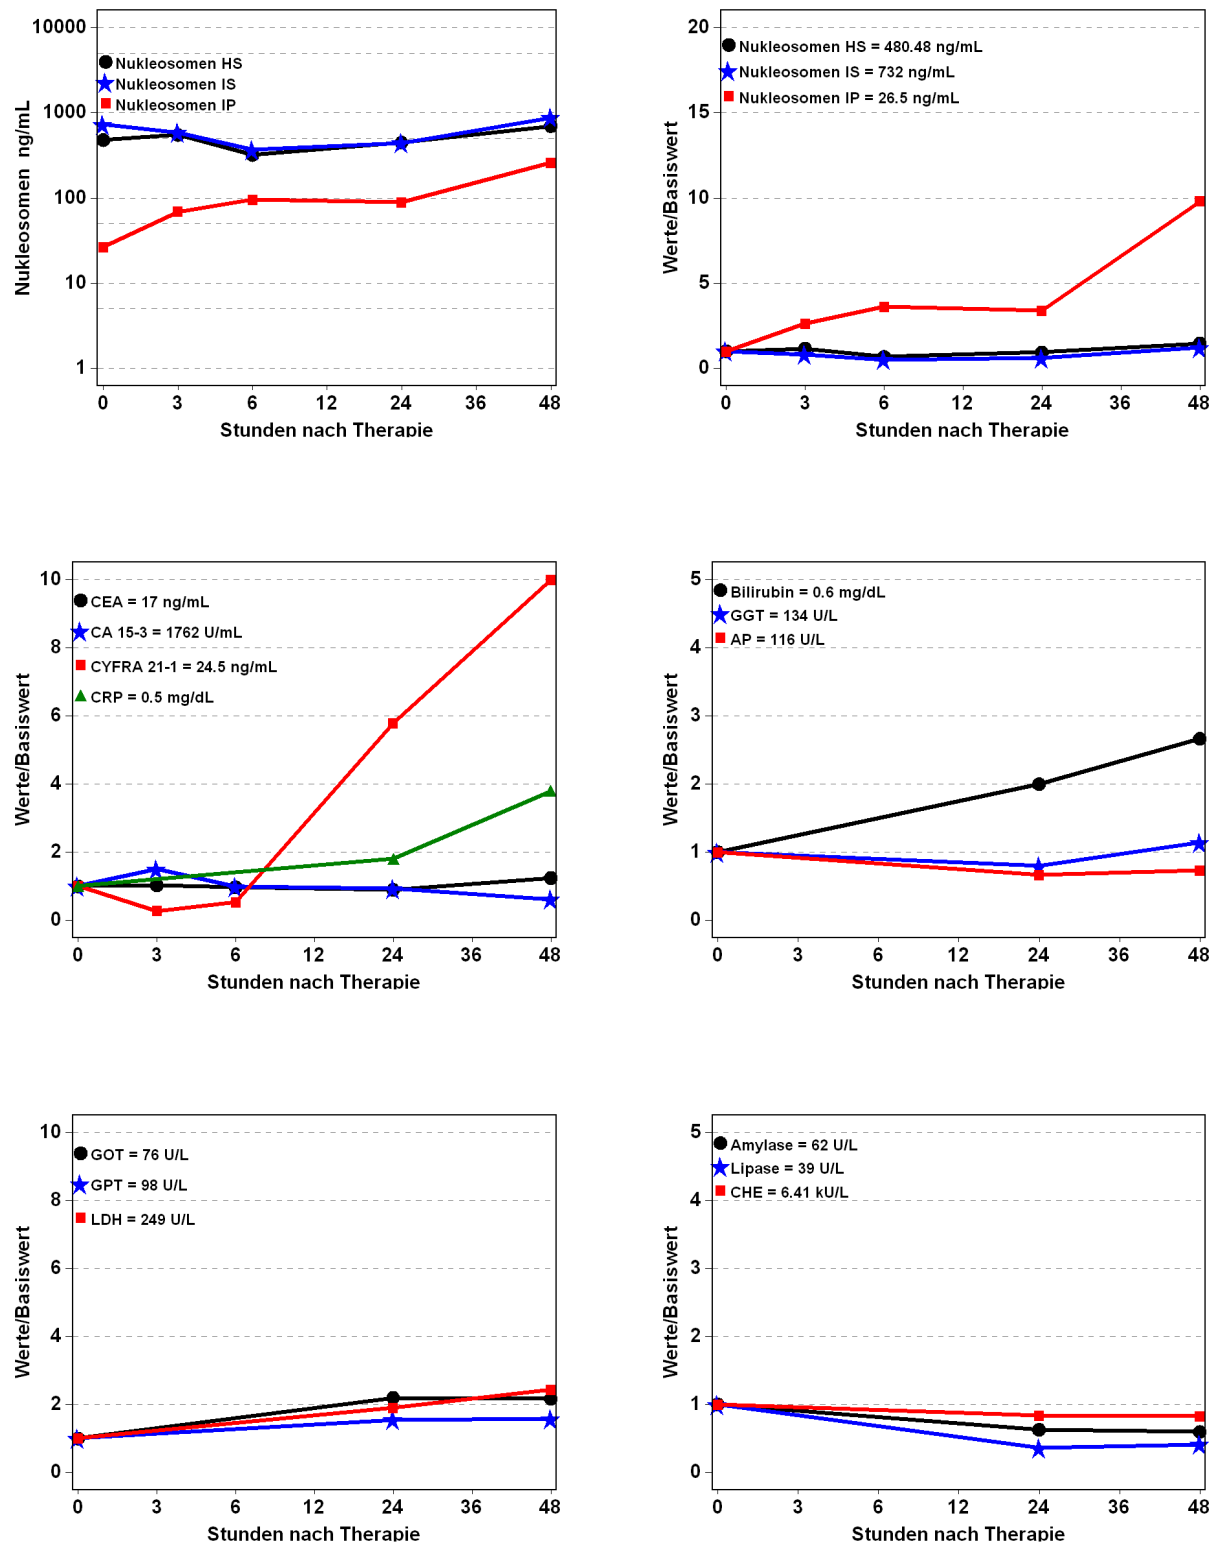 10000
1000
100
10
1
Nukleosomen ng/mL
Nukleosomen HS
Nukleosomen IS
Nukleosomen IP
0 3 6 12 24 36 48
Stunden nach Therapie
20
15
10
5
0
Werte/Basiswert
Nukleosomen HS = 480.48 ng/mL
Nukleosomen IS = 732 ng/mL
Nukleosomen IP = 26.5 ng/mL
0 3 6 12 24 36 48
Stunden nach Therapie
10
8
6
4
2
0
Werte/Basiswert
CEA = 17 ng/mL
CA 15-3 = 1762 U/mL
CYFRA 21-1 = 24.5 ng/mL
CRP = 0.5 mg/dL
0 3 6 12 24 36 48
Stunden nach Therapie
5
4
3
2
1
0
Werte/Basiswert
Bilirubin = 0.6 mg/dL
GGT = 134 U/L
AP = 116 U/L
0 3 6 12 24 36 48
Stunden nach Therapie
10
8
6
4
2
0
Werte/Basiswert
GOT = 76 U/L
GPT = 98 U/L
LDH = 249 U/L
0 3 6 12 24 36 48
Stunden nach Therapie
5
4
3
2
1
0
Werte/Basiswert
Amylase = 62 U/L
Lipase = 39 U/L
CHE = 6.41 kU/L
0 3 6 12 24 36 48
Stunden nach Therapie